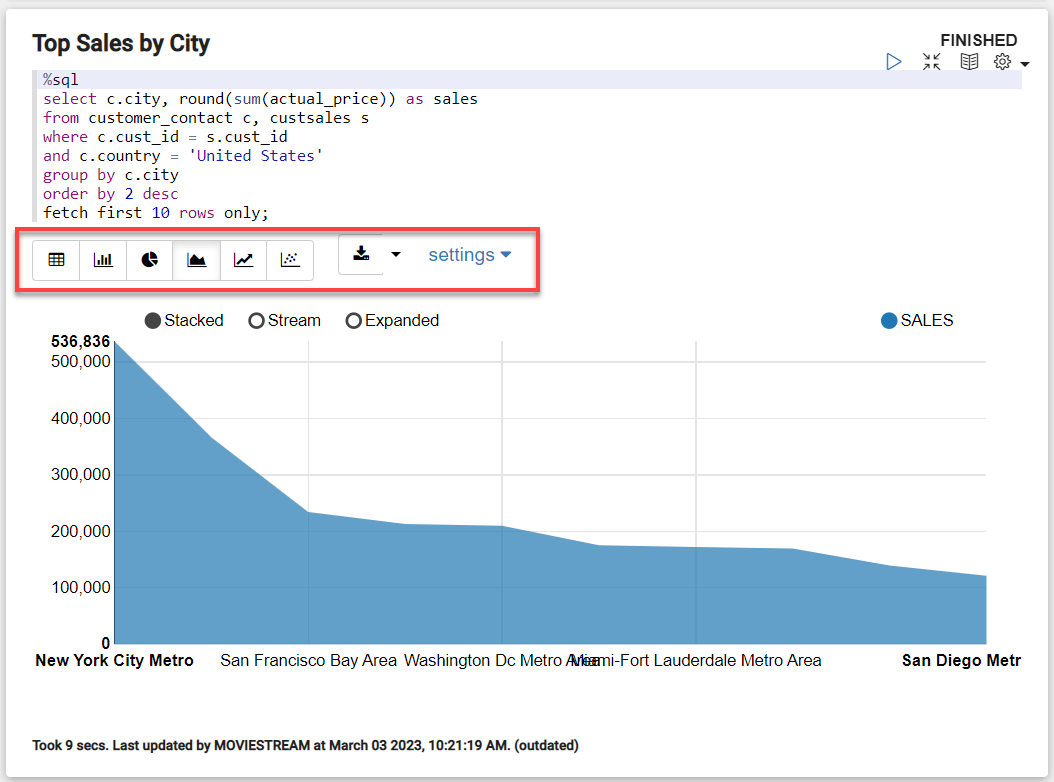 Top Sales by City
FINISHED
%sql
select c.city, round(sum(actual_price)) as sales
from customer_contact c, custsales s
where c.cust_id = s.cust_id
and c.country = 'United States'
group by c.city
order by 2 desc
fetch first 10 rows only;
settings
Stacked Stream Expanded SALES
536,836
500,000
400,000
300,000
200,000
100,000
0
New York City Metro San Francisco Bay Area Washington Dc Metro Area Miami-Fort Lauderdale Metro Area San Diego Metr
Took 9 secs. Last updated by MOVIESTREAM at March 03 2023, 10:21:19 AM. (outdated)